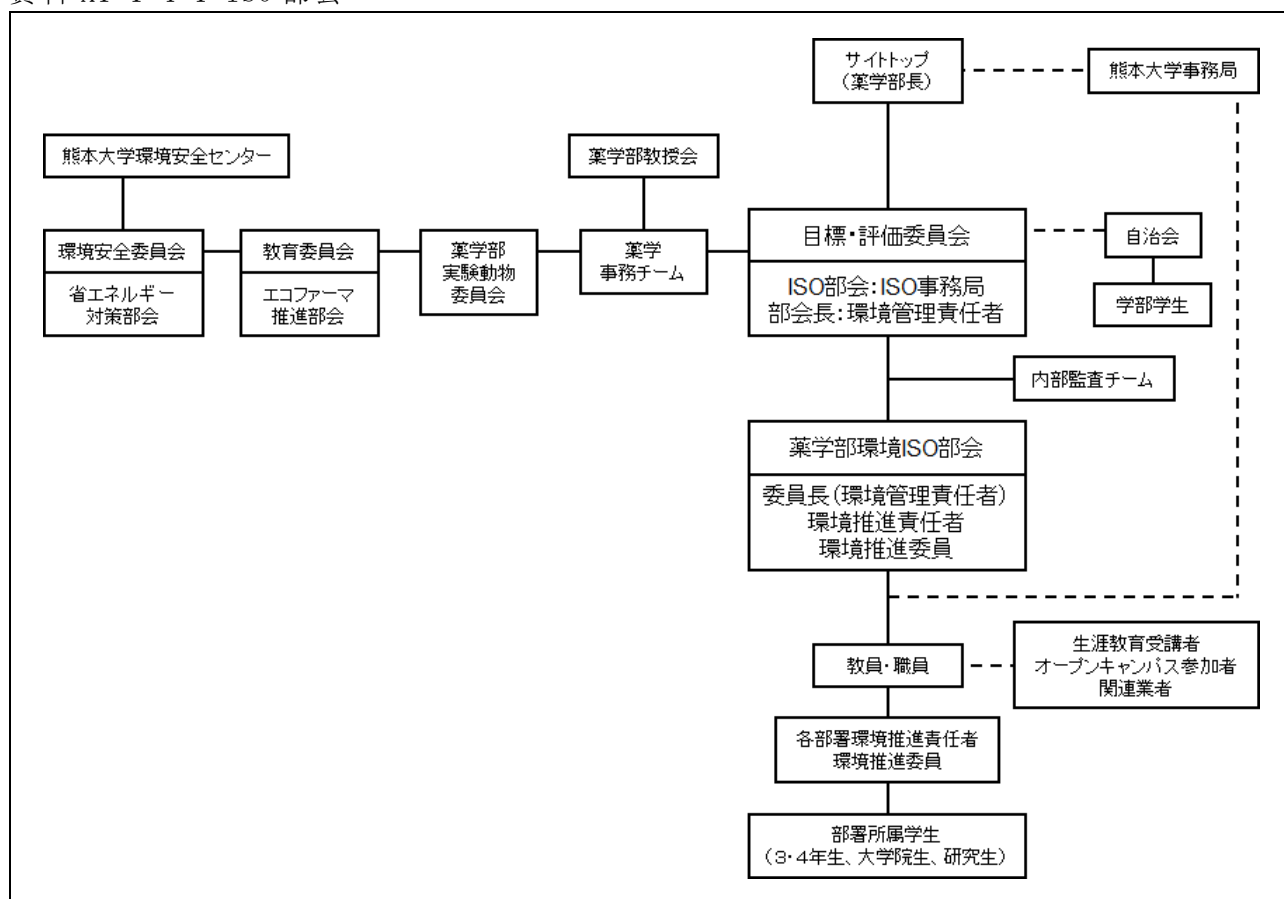 サイトトップ
(薬学部長)
熊本大学事務局
熊本大学環境安全センター
薬学部教授会
環境安全委員会
省エネルギー
対策部会
教育委員会
エコファーマ
推進部会
薬学部
実験動物
委員会
薬学
事務チーム
目標・評価委員会
ISO部会:ISO事務局
部会長:環境管理責任者
自治会
学部学生
内部監査チーム
薬学部環境ISO部会
委員長(環境管理責任者)
環境推進責任者
環境推進委員
教員・職員
生涯教育受講者
オープンキャンパス参加者
関連業者
各部署環境推進責任者
環境推進委員
部署所属学生
(3・4年生、大学院生、研究生)